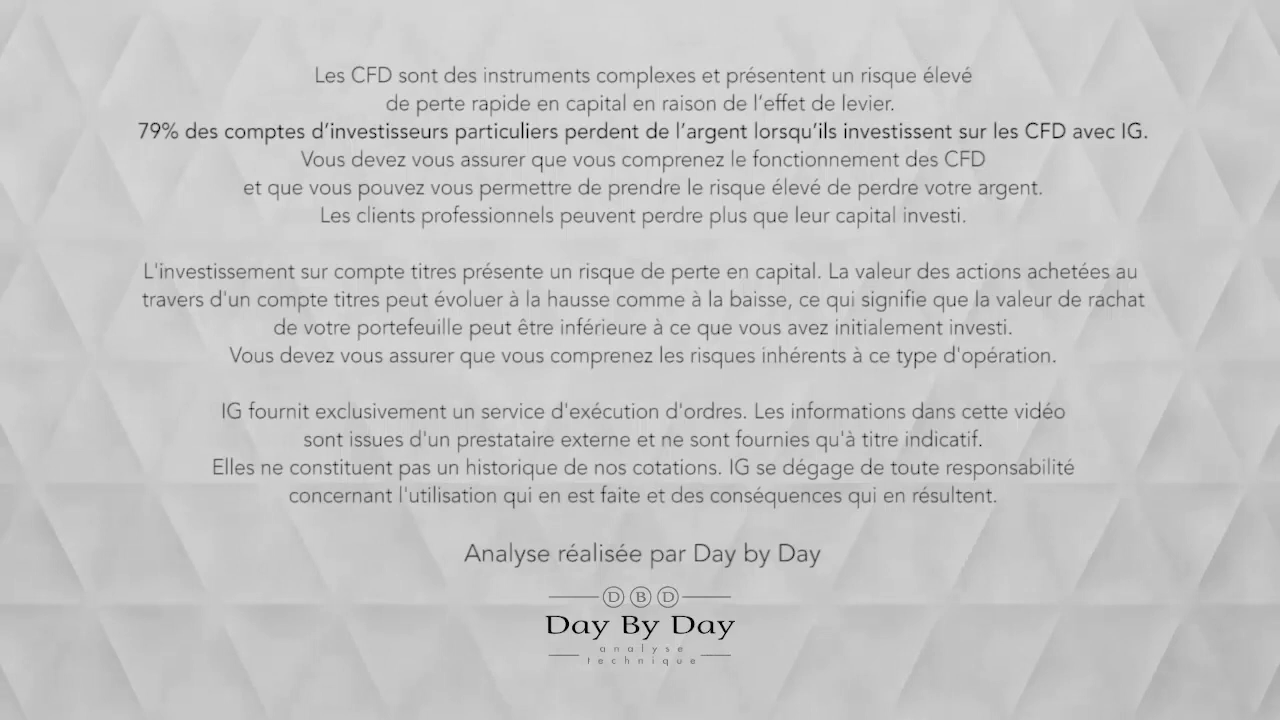 Les CFD sont des instruments complexes et présentent un risque élevé
de perte rapide en capital en raison de l’effet de levier.
79% des comptes d’investisseurs particuliers perdent de l’argent lorsqu’ils investissent sur les CFD avec IG.
Vous devez vous assurer que vous comprenez le fonctionnement des CFD
et que vous pouvez vous permettre de prendre le risque élevé de perdre votre argent.
Les clients professionnels peuvent perdre plus que leur capital investi.
L'investissement sur compte titres présente un risque de perte en capital. La valeur des actions achetées au
travers d'un compte titres peut évoluer à la hausse comme à la baisse, ce qui signifie que la valeur de rachat
de votre portefeuille peut être inférieure à ce que vous avez initialement investi.
Vous devez vous assurer que vous comprenez les risques inhérents à ce type d'opération.
IG fournit exclusivement un service d'exécution d'ordres. Les informations dans cette vidéo
sont issues d'un prestataire externe et ne sont fournies qu'à titre indicatif.
Elles ne constituent pas un historique de nos cotations. IG se dégage de toute responsabilité
concernant l'utilisation qui en est faite et des conséquences qui en résultent.
Analyse réalisée par Day by Day
D B D
Day By Day
analyse
technique